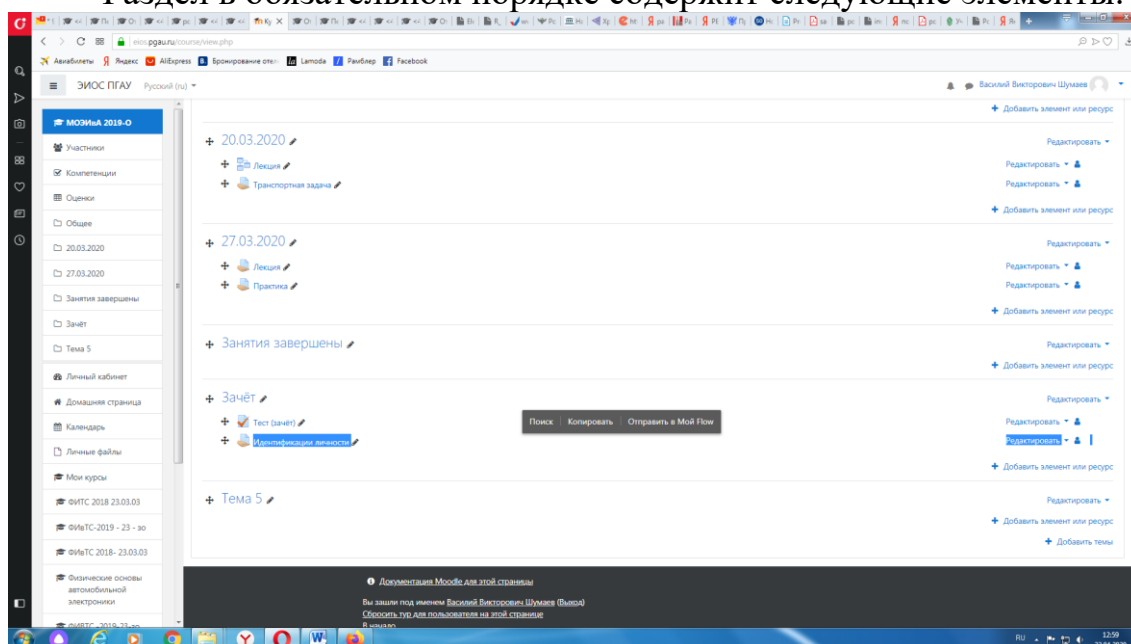 Раздел в обязательном порядке содержит следующие элементы:
eios.pgau.ru/course/view.php
Авиабилеты Яндекс AliExpress Бронирование отел Lamoda Рамблер Facebook
ЭИОС ПГАУ Русский (ru)
Василий Викторович Шумаев
Добавить элемент или ресурс
МОЭИвА 2019-О
Участники
Компетенции
Оценки
Общее
20.03.2020
27.03.2020
Занятия завершены
Зачёт
Тема 5
Личный кабинет
Домашняя страница
Календарь
Личные файлы
Мои курсы
ФИТС 2018 23.03.03
ФИвТС-2019 - 23 - зо
ФИвТС 2018- 23.03.03
Физические основы
автомобильной
электроники
20.03.2020 Редактировать
Лекция Редактировать
Транспортная задача Редактировать
Добавить элемент или ресурс
27.03.2020 Редактировать
Лекция Редактировать
Практика Редактировать
Добавить элемент или ресурс
Занятия завершены Редактировать
Добавить элемент или ресурс
Зачёт Редактировать
Поиск Копировать Отправить в Мой Flow
Тест (зачёт) Редактировать
Идентификации личности Редактировать
Добавить элемент или ресурс
Тема 5 Редактировать
Добавить элемент или ресурс
Добавить темы
Документация Moodle для этой страницы
Вы зашли под именем Василий Викторович Шумаев (Выход)
Сбросить тур для пользователя на этой странице
В начало
RU 12:59